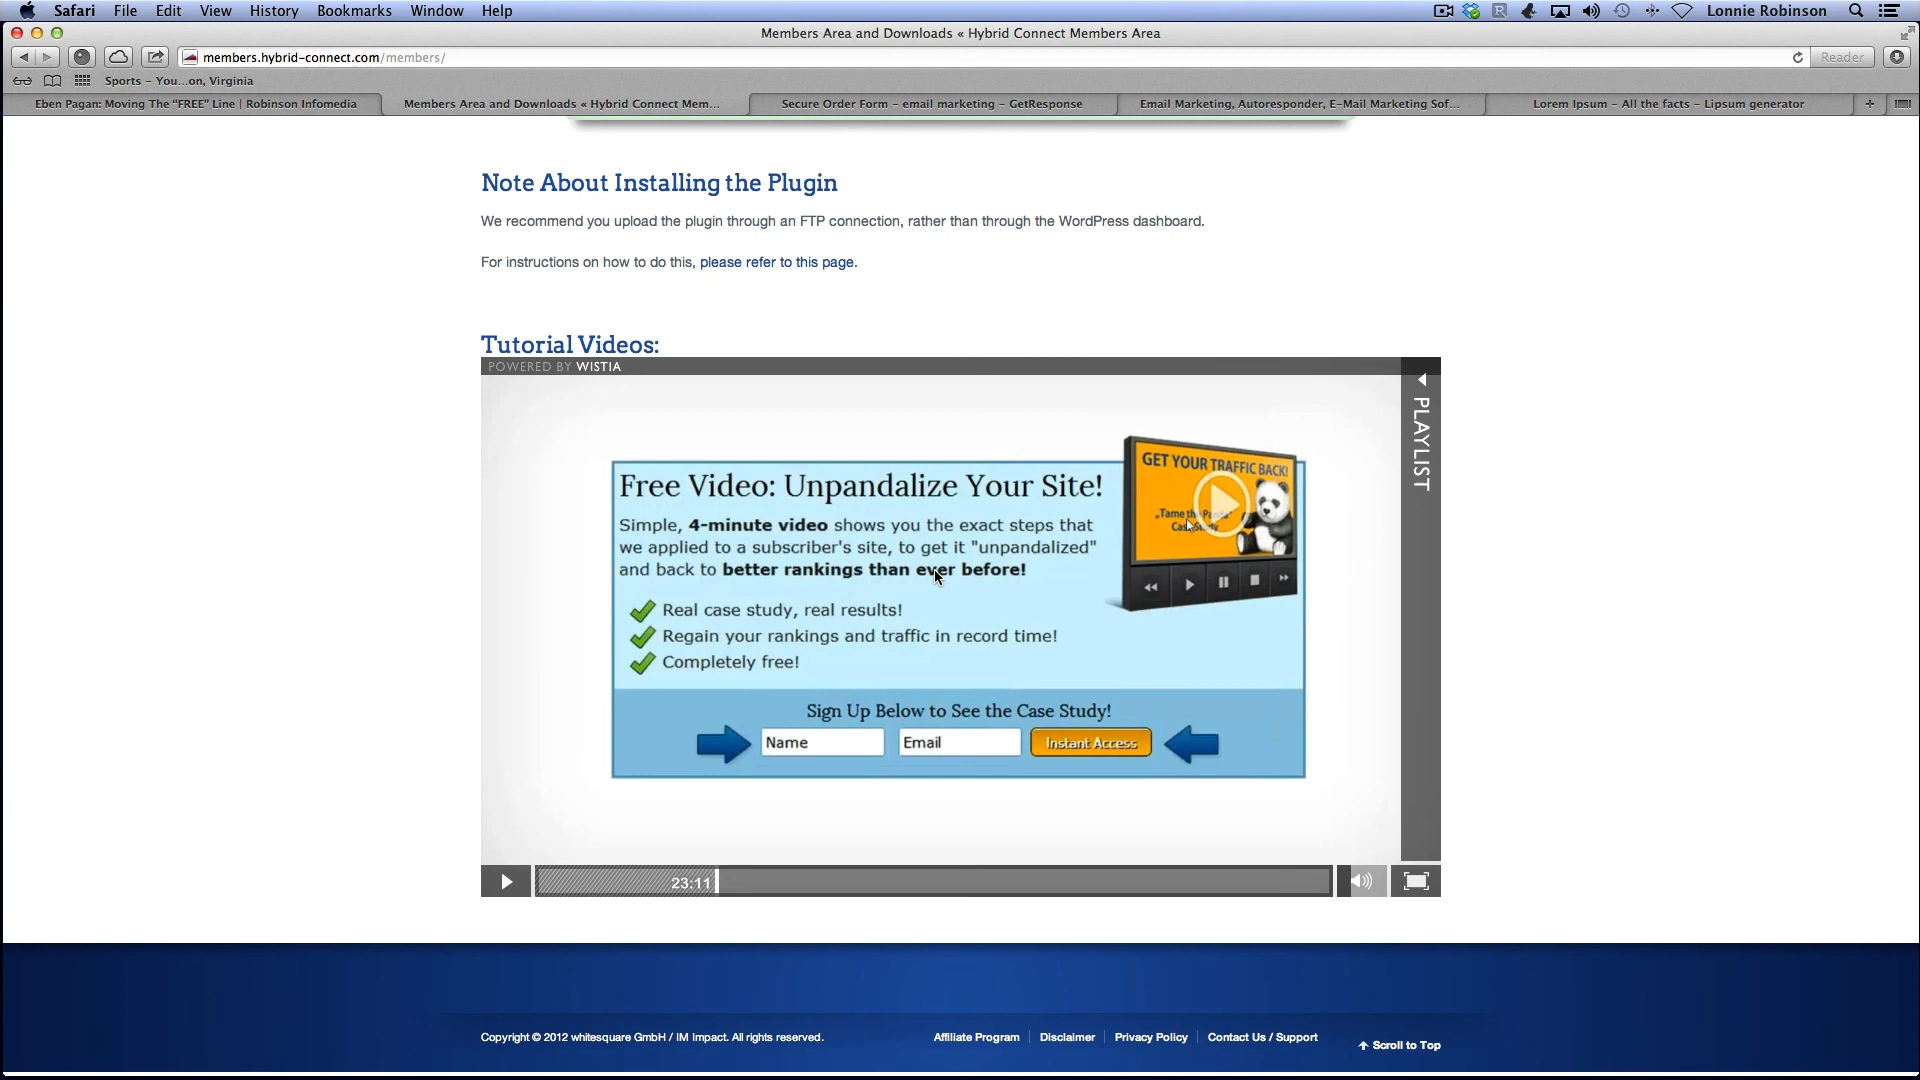 Safari File Edit View History Bookmarks Window Help Lonnie Robinson
Members Area and Downloads « Hybrid Connect Members Area
members.hybrid-connect.com/members/ Reader
Sports – You...on, Virginia
Eben Pagan: Moving The "FREE" Line | Robinson Infomedia Members Area and Downloads « Hybrid Connect Mem... Secure Order Form – email marketing – GetResponse Email Marketing, Autoresponder, E-Mail Marketing Sof... Lorem Ipsum – All the facts – Lipsum generator
Note About Installing the Plugin
We recommend you upload the plugin through an FTP connection, rather than through the WordPress dashboard.
For instructions on how to do this, please refer to this page.
Tutorial Videos:
POWERED BY WISTIA
PLAYLIST
Free Video: Unpandalize Your Site!
Simple, 4-minute video shows you the exact steps that
we applied to a subscriber's site, to get it "unpandalized"
and back to better rankings than ever before!
Real case study, real results!
Regain your rankings and traffic in record time!
Completely free!
GET YOUR TRAFFIC BACK!
„Tame the Panda"
Case Study
Sign Up Below to See the Case Study!
Name Email Instant Access
23:11
Copyright © 2012 whitesquare GmbH / IM Impact. All rights reserved. Affiliate Program Disclaimer Privacy Policy Contact Us / Support Scroll to Top